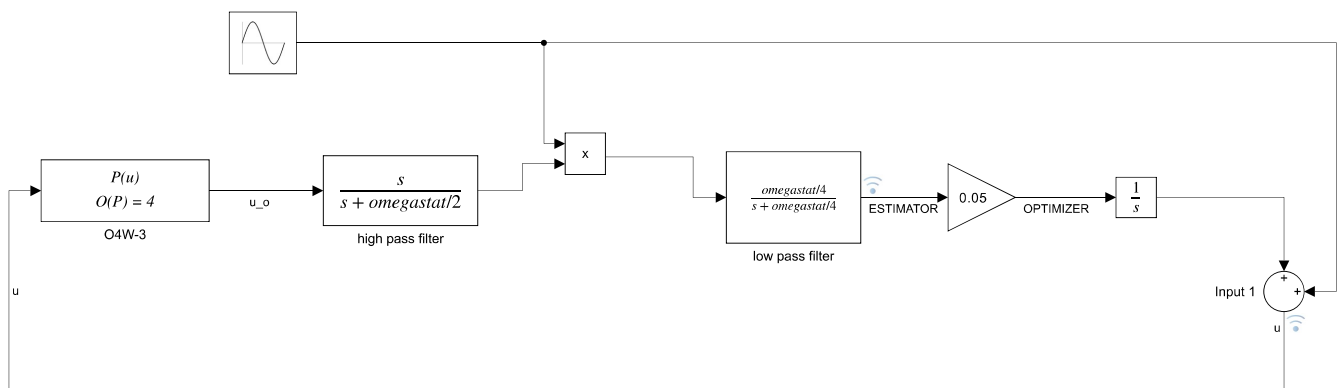 P(u)
O(P) = 4
O4W-3
u_o
s
s + omegastat/2
high pass filter
x
omegastat/4
s + omegastat/4
low pass filter
ESTIMATOR
0.05
OPTIMIZER
1
s
Input 1
+
+
u
u